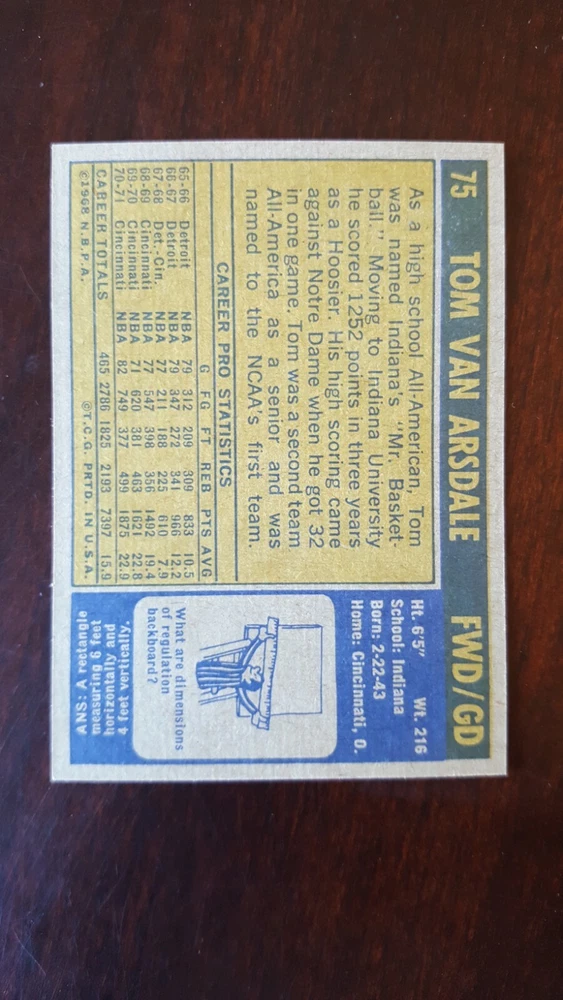 75 TOM VAN ARSDALE FWD/GD
As a high school All-American, Tom
was named Indiana's "Mr. Basket-
ball." Moving to Indiana University
he scored 1252 points in three years
as a Hoosier. His high scoring came
against Notre Dame when he got 32
in one game. Tom was a second team
All-America as a senior and was
named to the NCAA's first team.
CAREER PRO STATISTICS
G FG FT REB PTS AVG
65-66 Detroit NBA 79 312 209 309 833 10.5
66-67 Detroit NBA 79 347 272 341 966 12.2
67-68 Det.-Cin. NBA 77 211 188 225 610 7.9
68-69 Cincinnati NBA 77 547 398 356 1492 19.4
69-70 Cincinnati NBA 71 620 381 463 1621 22.8
70-71 Cincinnati NBA 82 749 377 499 1875 22.9
CAREER TOTALS 465 2786 1825 2193 7397 15.9
©1968 N.B.P.A. ©T.C.G. PRTD. IN U.S.A.
Ht. 6'5" Wt. 216
School: Indiana
Born: 2-22-43
Home: Cincinnati, O.
What are dimensions
of regulation
backboard?
ANS: A rectangle
measuring 6 feet
horizontally and
4 feet vertically.